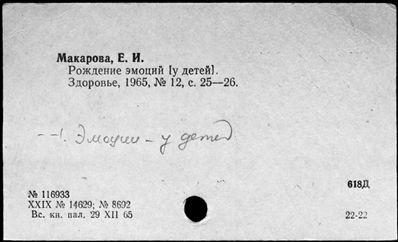 Макарова, Е. И.
Рождение эмоций [у детей].
Здоровье, 1965, № 12, с. 25—26.
1. Эмоции – у детей
№ 116933
618Д
XXIX № 14629; № 8692
Вс. кн. пал. 29 XII 65
22-22